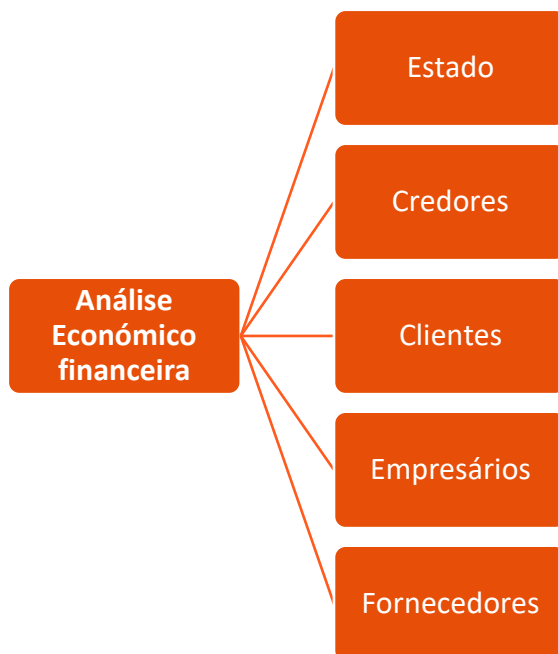 Estado
Credores
Análise
Económico
financeira
Clientes
Empresários
Fornecedores